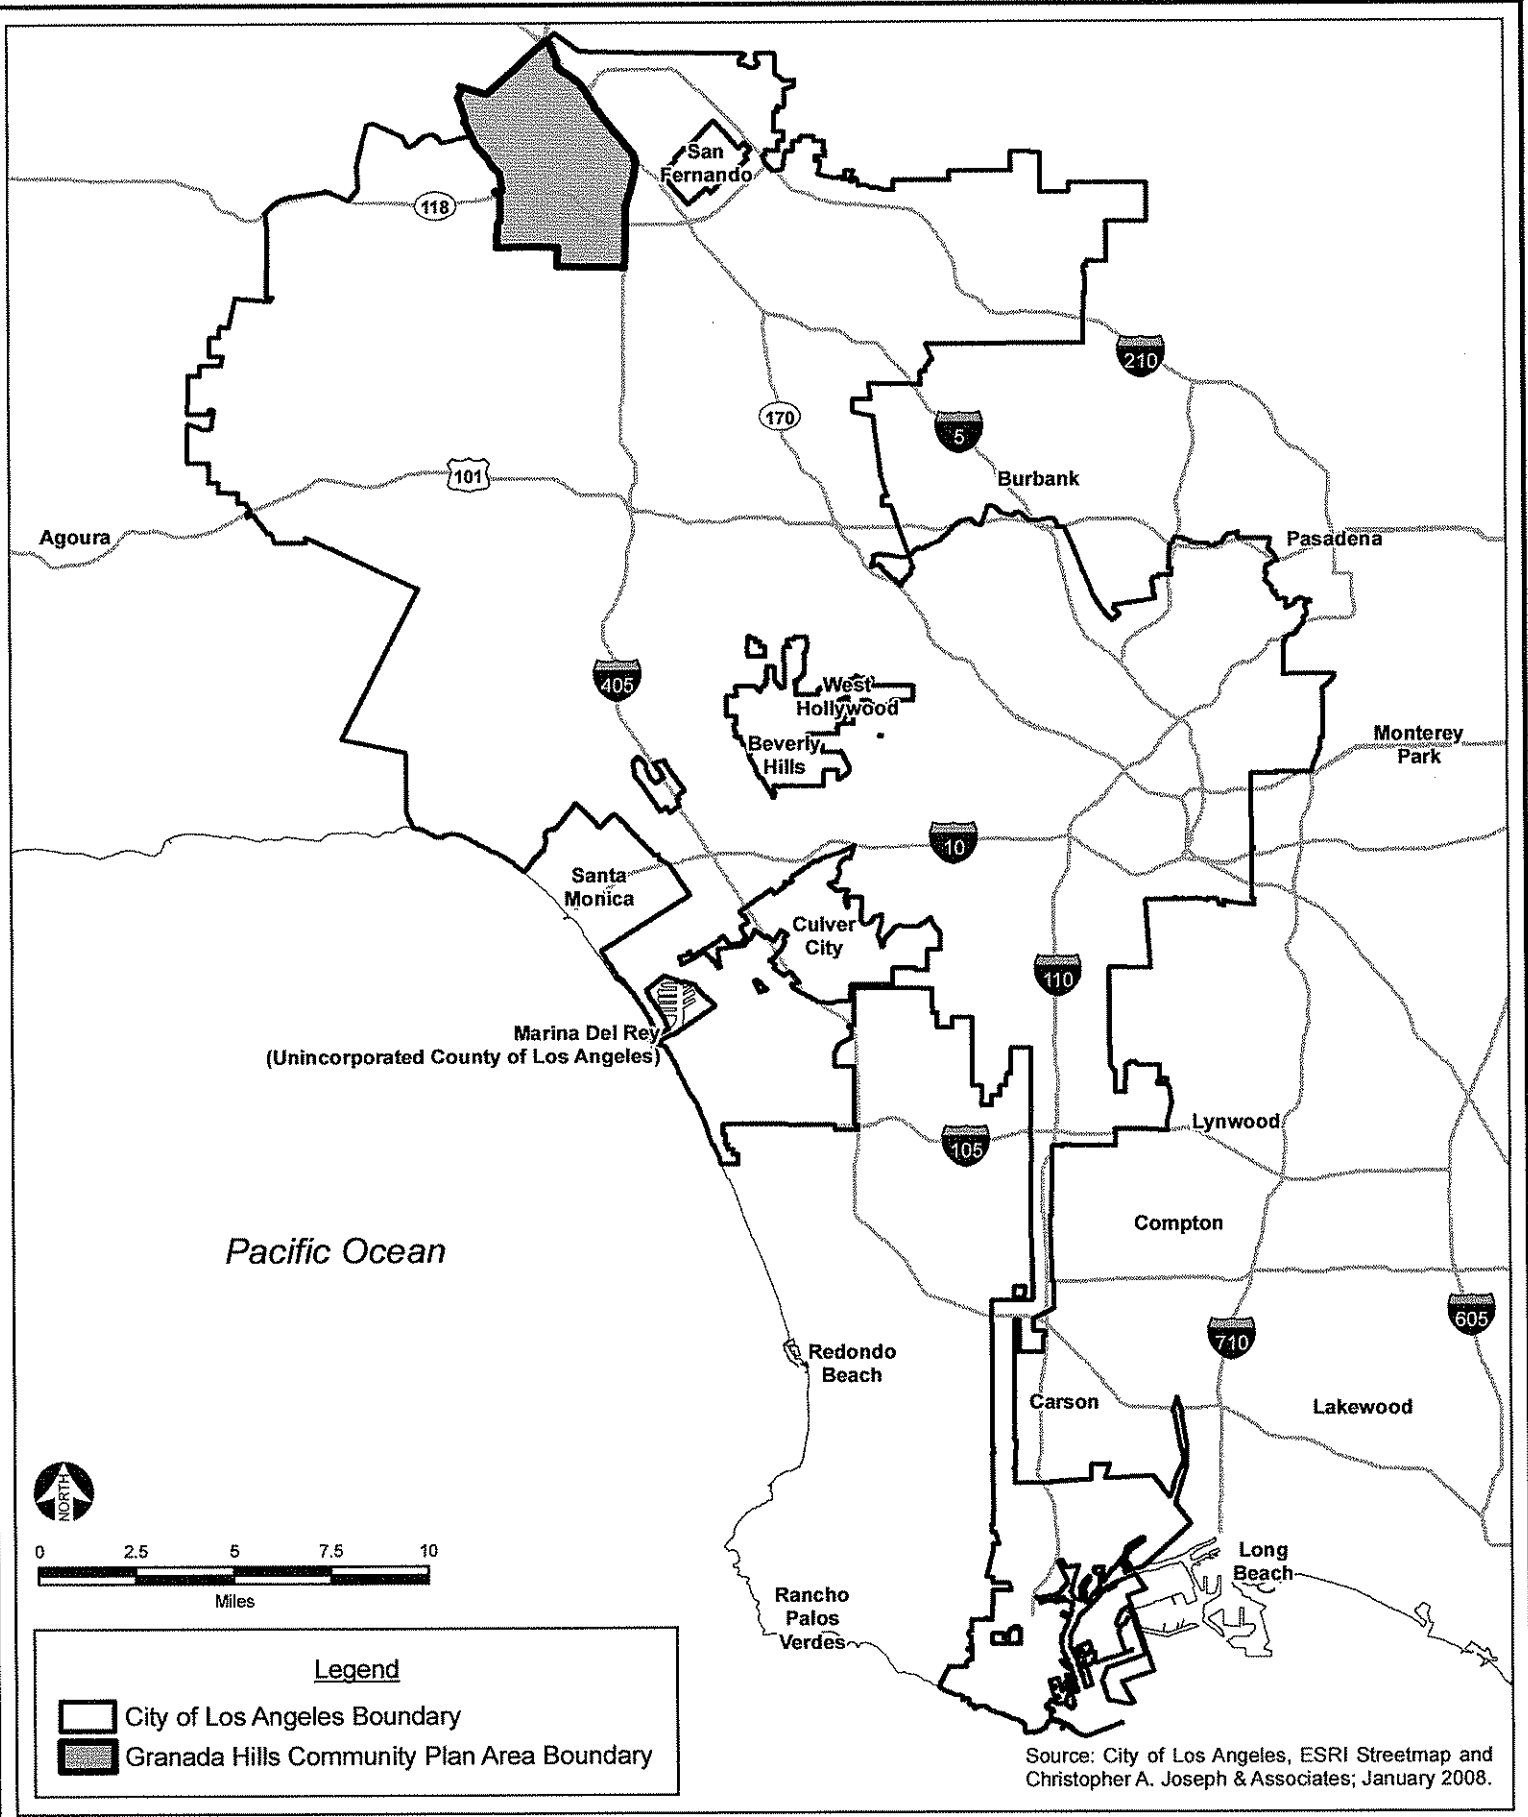 San
Fernando
118
210
170
5
Burbank
101
Agoura
Pasadena
405
West
Hollywood
Beverly
Hills
Monterey
Park
10
Santa
Monica
Culver
City
110
Marina Del Rey
(Unincorporated County of Los Angeles)
Lynwood
105
Compton
Pacific Ocean
605
710
Redondo
Beach
Carson
Lakewood
NORTH
0 2.5 5 7.5 10
Miles
Long
Beach
Rancho
Palos
Verdes
Legend
City of Los Angeles Boundary
Granada Hills Community Plan Area Boundary
Source: City of Los Angeles, ESRI Streetmap and
Christopher A. Joseph & Associates; January 2008.